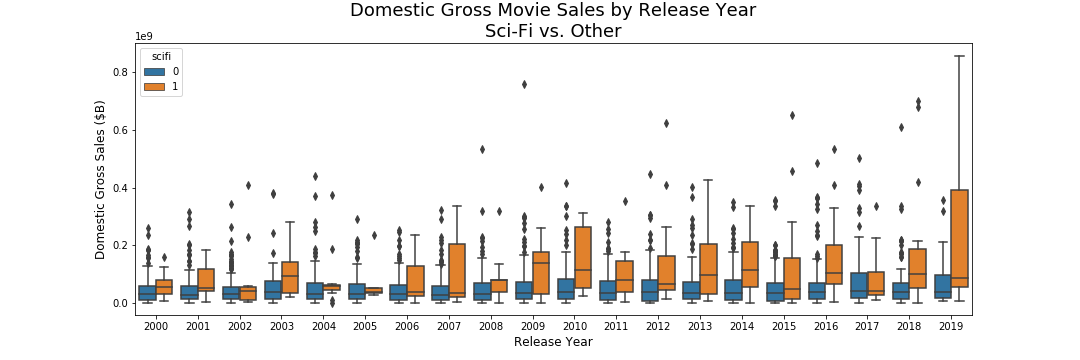 Domestic Gross Movie Sales by Release Year
Sci-Fi vs. Other
1e9
scifi
0
1
0.8
0.6
0.4
0.2
0.0
Domestic Gross Sales ($B)
2000 2001 2002 2003 2004 2005 2006 2007 2008 2009 2010 2011 2012 2013 2014 2015 2016 2017 2018 2019
Release Year